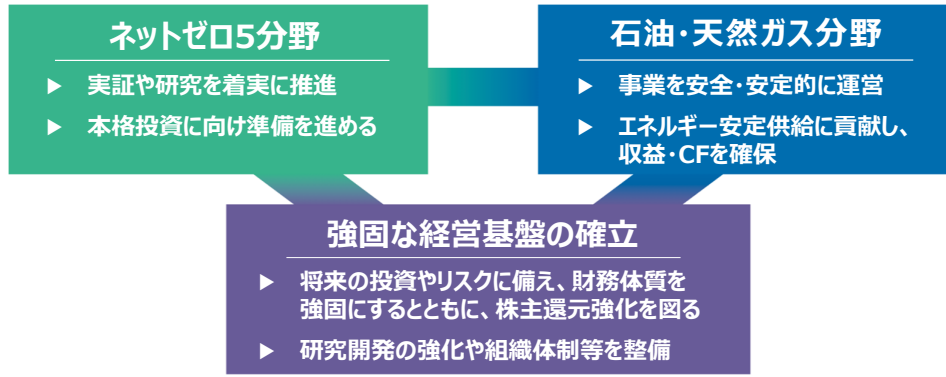 ネットゼロ5分野
▶ 実証や研究を着実に推進
▶ 本格投資に向け準備を進める
石油・天然ガス分野
▶ 事業を安全・安定的に運営
▶ エネルギー安定供給に貢献し、
収益・CFを確保
強固な経営基盤の確立
▶ 将来の投資やリスクに備え、財務体質を
強固にするとともに、株主還元強化を図る
▶ 研究開発の強化や組織体制等を整備